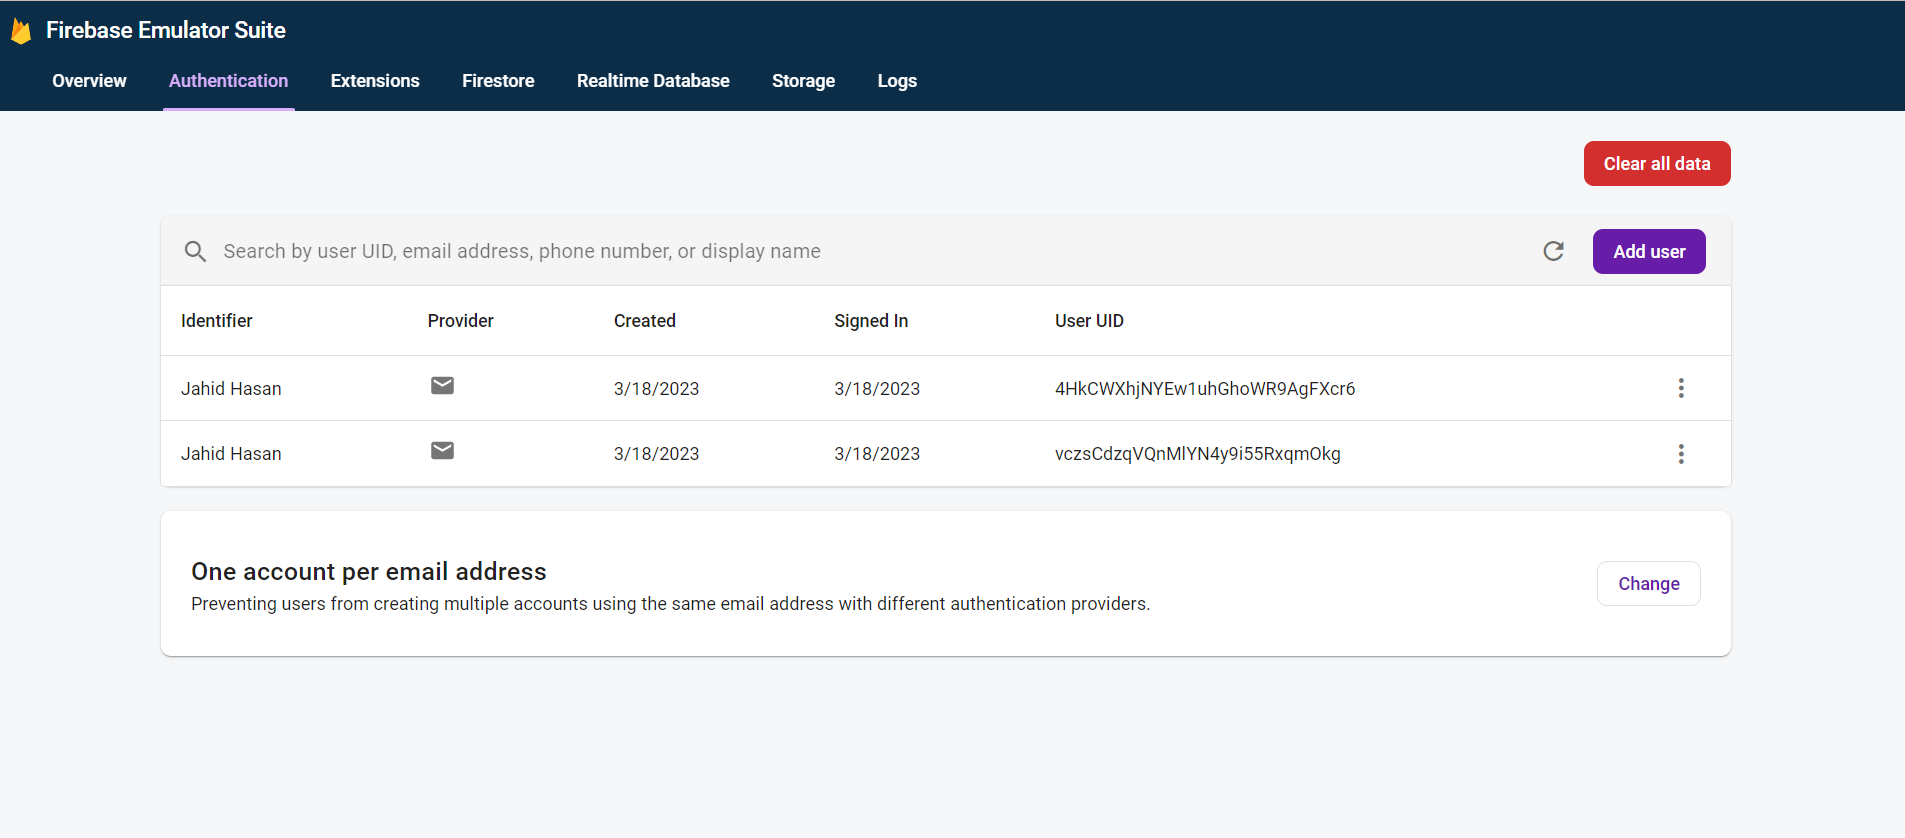 Firebase Emulator Suite
Overview Authentication Extensions Firestore Realtime Database Storage Logs
Clear all data
Search by user UID, email address, phone number, or display name Add user
Identifier Provider Created Signed In User UID
Jahid Hasan 3/18/2023 3/18/2023 4HkCWXhjNYEw1uhGhoWR9AgFXcr6
Jahid Hasan 3/18/2023 3/18/2023 vczsCdzqVQnMlYN4y9i55RxqmOkg
One account per email address
Preventing users from creating multiple accounts using the same email address with different authentication providers.
Change